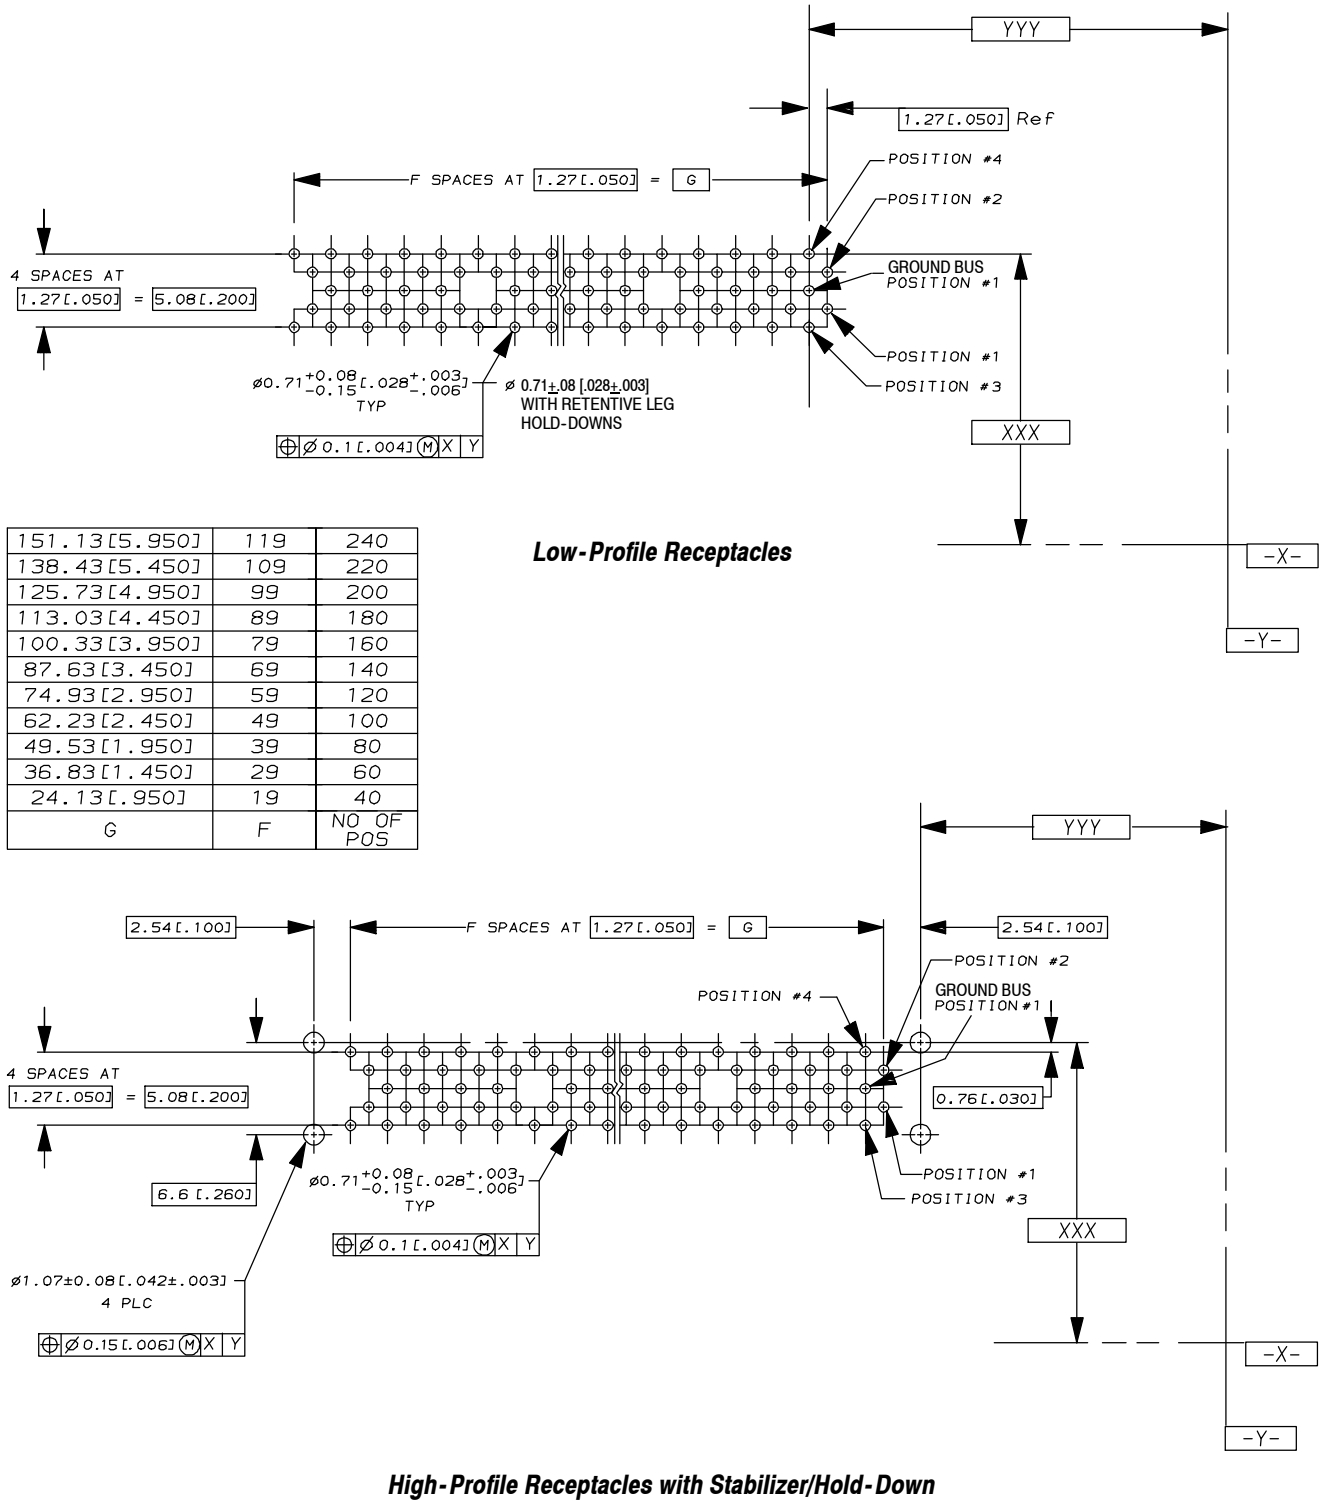 YYY
1.27[.050] Ref
POSITION #4
F SPACES AT 1.27[.050] = G
POSITION #2
GROUND BUS
POSITION #1
4 SPACES AT
1.27[.050] = 5.08[.200]
POSITION #1
POSITION #3
ø0.71 +0.08 -0.15 [.028 +.003 -.006]
TYP
ø 0.71±.08 [.028±.003]
WITH RETENTIVE LEG
HOLD-DOWNS
⌖ Ø 0.1[.004] Ⓜ X Y
XXX
-X-
-Y-
Low-Profile Receptacles
151.13[5.950] 119 240
138.43[5.450] 109 220
125.73[4.950] 99 200
113.03[4.450] 89 180
100.33[3.950] 79 160
87.63[3.450] 69 140
74.93[2.950] 59 120
62.23[2.450] 49 100
49.53[1.950] 39 80
36.83[1.450] 29 60
24.13[.950] 19 40
G F NO OF POS
YYY
2.54[.100]
F SPACES AT 1.27[.050] = G
2.54[.100]
POSITION #2
POSITION #4
GROUND BUS
POSITION #1
4 SPACES AT
1.27[.050] = 5.08[.200]
0.76[.030]
6.6[.260]
ø0.71 +0.08 -0.15 [.028 +.003 -.006]
TYP
POSITION #1
POSITION #3
⌖ Ø 0.1[.004] Ⓜ X Y
XXX
ø1.07±0.08[.042±.003]
4 PLC
⌖ Ø 0.15[.006] Ⓜ X Y
-X-
-Y-
High-Profile Receptacles with Stabilizer/Hold-Down